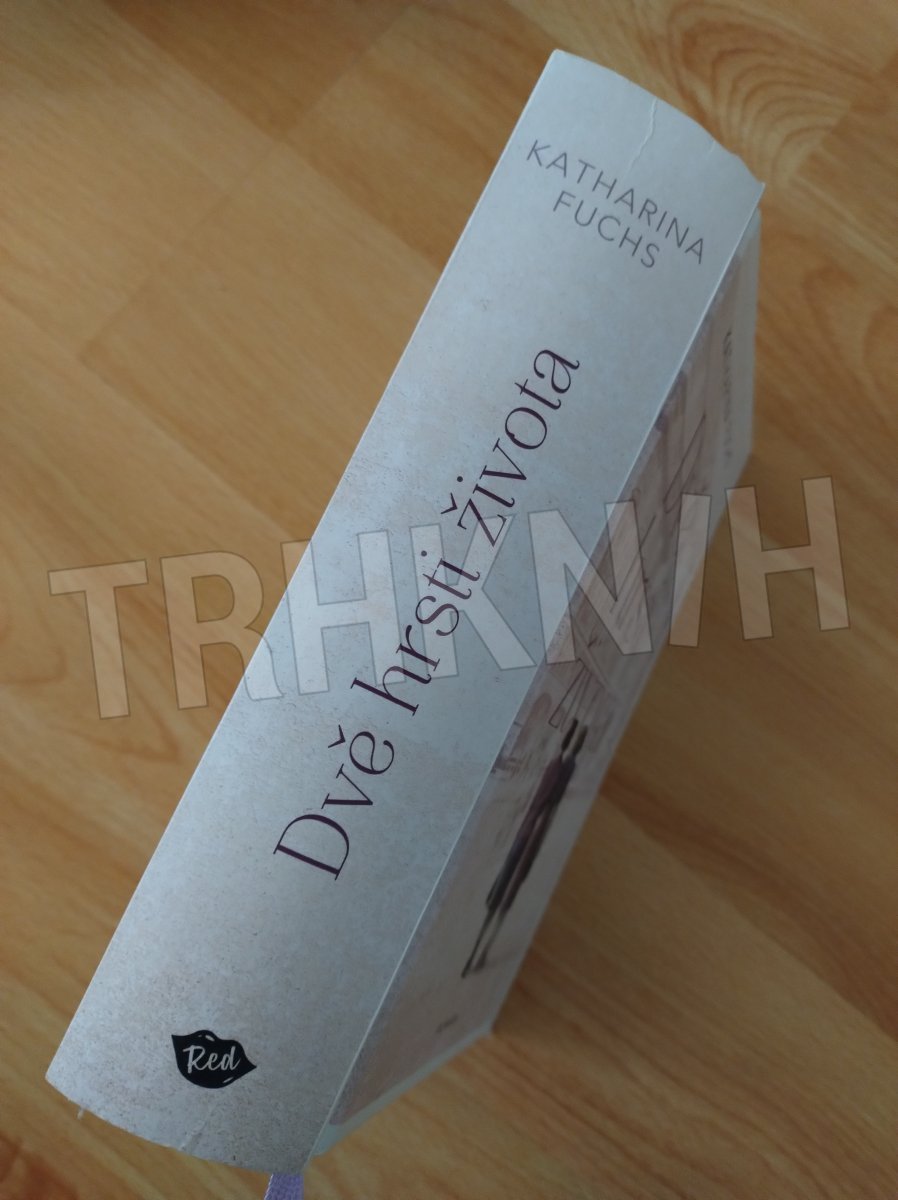 KATHARINA
FUCHS
Dvě hrsti života
Red
TRHKNIH